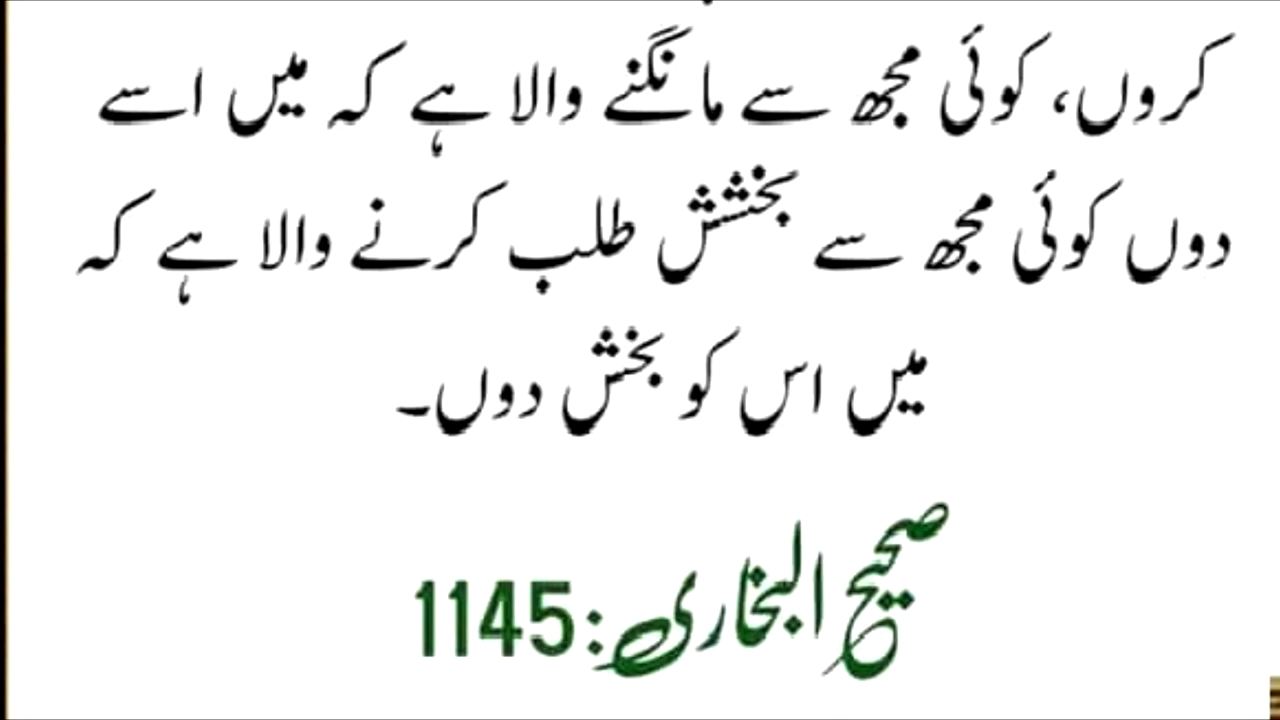 کروں، کوئی مجھ سے مانگنے والا ہے کہ میں اسے
دوں کوئی مجھ سے بخشش طلب کرنے والا ہے کہ
میں اس کو بخش دوں۔
صحیح البخاری:1145